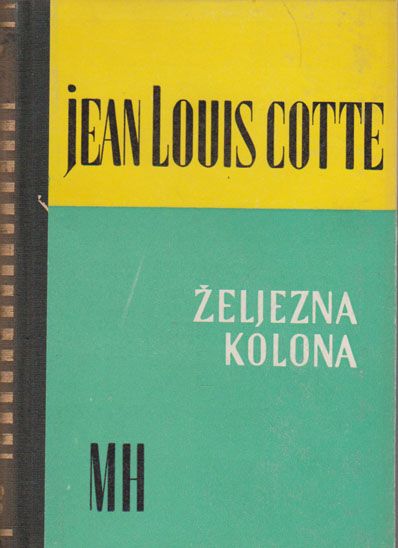 jEAN LOUIS COTTE
ŽELJEZNA
KOLONA
MH